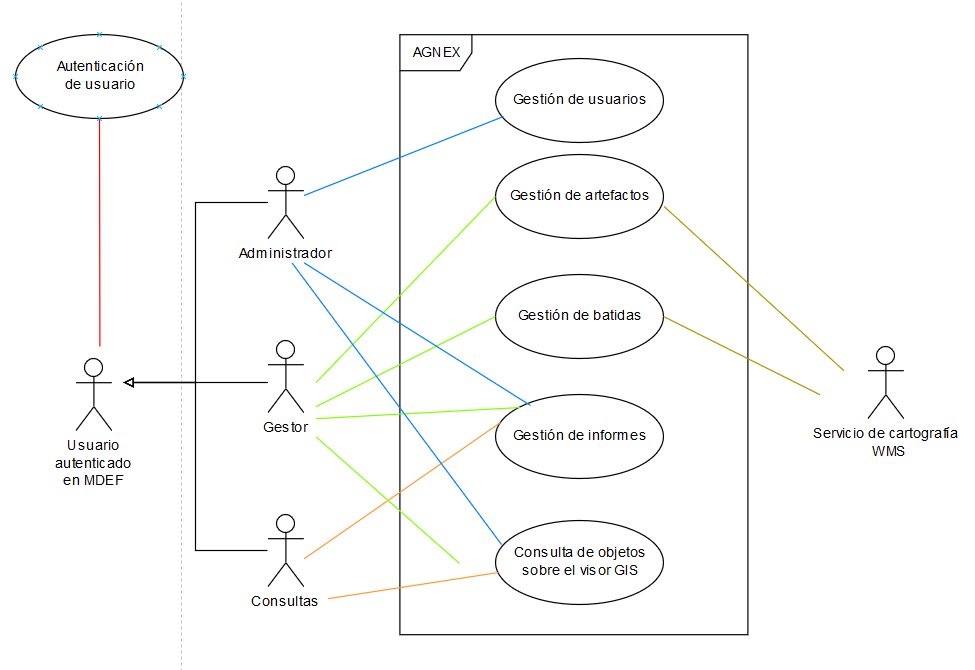 Autenticación
de usuario
AGNEX
Gestión de usuarios
Gestión de artefactos
Administrador
Gestión de batidas
Gestor
Gestión de informes
Usuario
autenticado
en MDEF
Servicio de cartografía
WMS
Consulta de objetos
sobre el visor GIS
Consultas